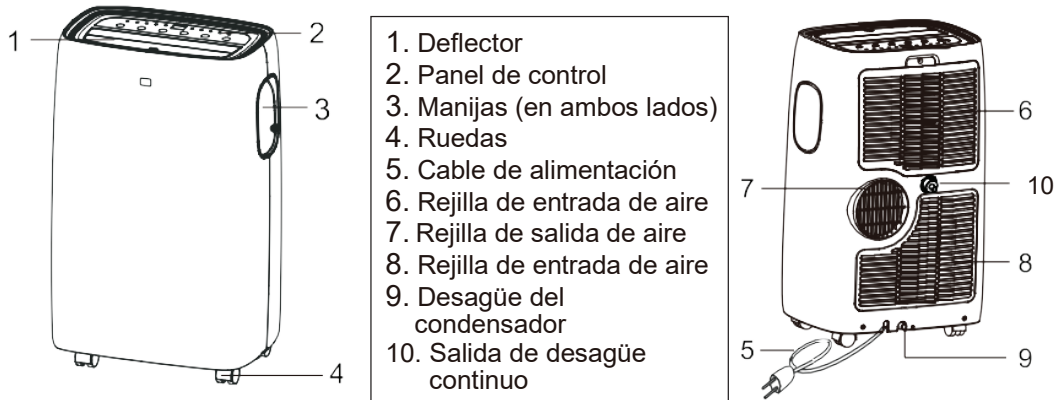 1
2
3
4
1. Deflector
2. Panel de control
3. Manijas (en ambos lados)
4. Ruedas
5. Cable de alimentación
6. Rejilla de entrada de aire
7. Rejilla de salida de aire
8. Rejilla de entrada de aire
9. Desagüe del
condensador
10. Salida de desagüe
continuo
6
7
10
8
5
9